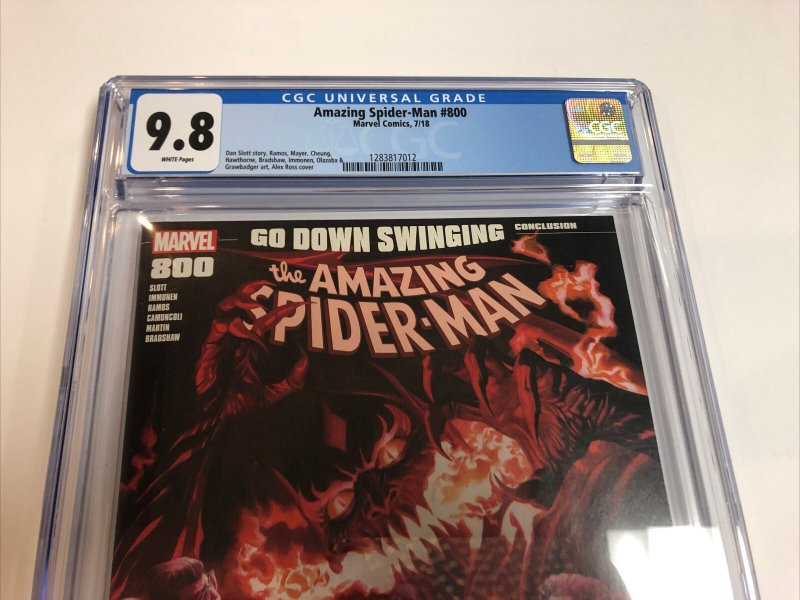 CGC UNIVERSAL GRADE
9.8
WHITE Pages
Amazing Spider-Man #800
Marvel Comics, 7/18
Dan Slott story, Ramos, Mayer, Cheung,
Hawthorne, Bradshaw, Immonen, Olazaba &
Grawbadger art, Alex Ross cover
1283817012
CGC
CGC
MARVEL
GO DOWN SWINGING CONCLUSION
800
the AMAZING
SPIDER-MAN
SLOTT
IMMONEN
RAMOS
CAMUNCOLI
MARTIN
BRADSHAW